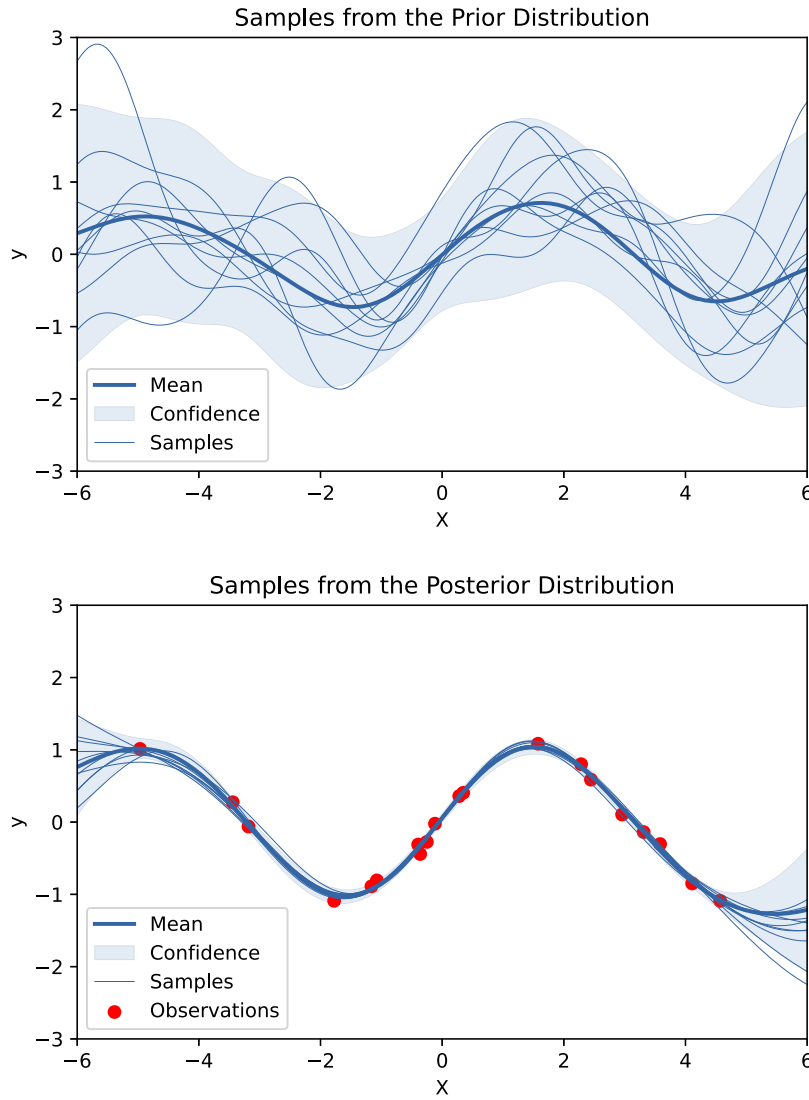 Samples from the Prior Distribution
3
2
1
0
−1
−2
−3
y
Mean
Confidence
Samples
−6
−4
−2
0
2
4
6
X
Samples from the Posterior Distribution
3
2
1
0
−1
−2
−3
y
Mean
Confidence
Samples
Observations
−6
−4
−2
0
2
4
6
X